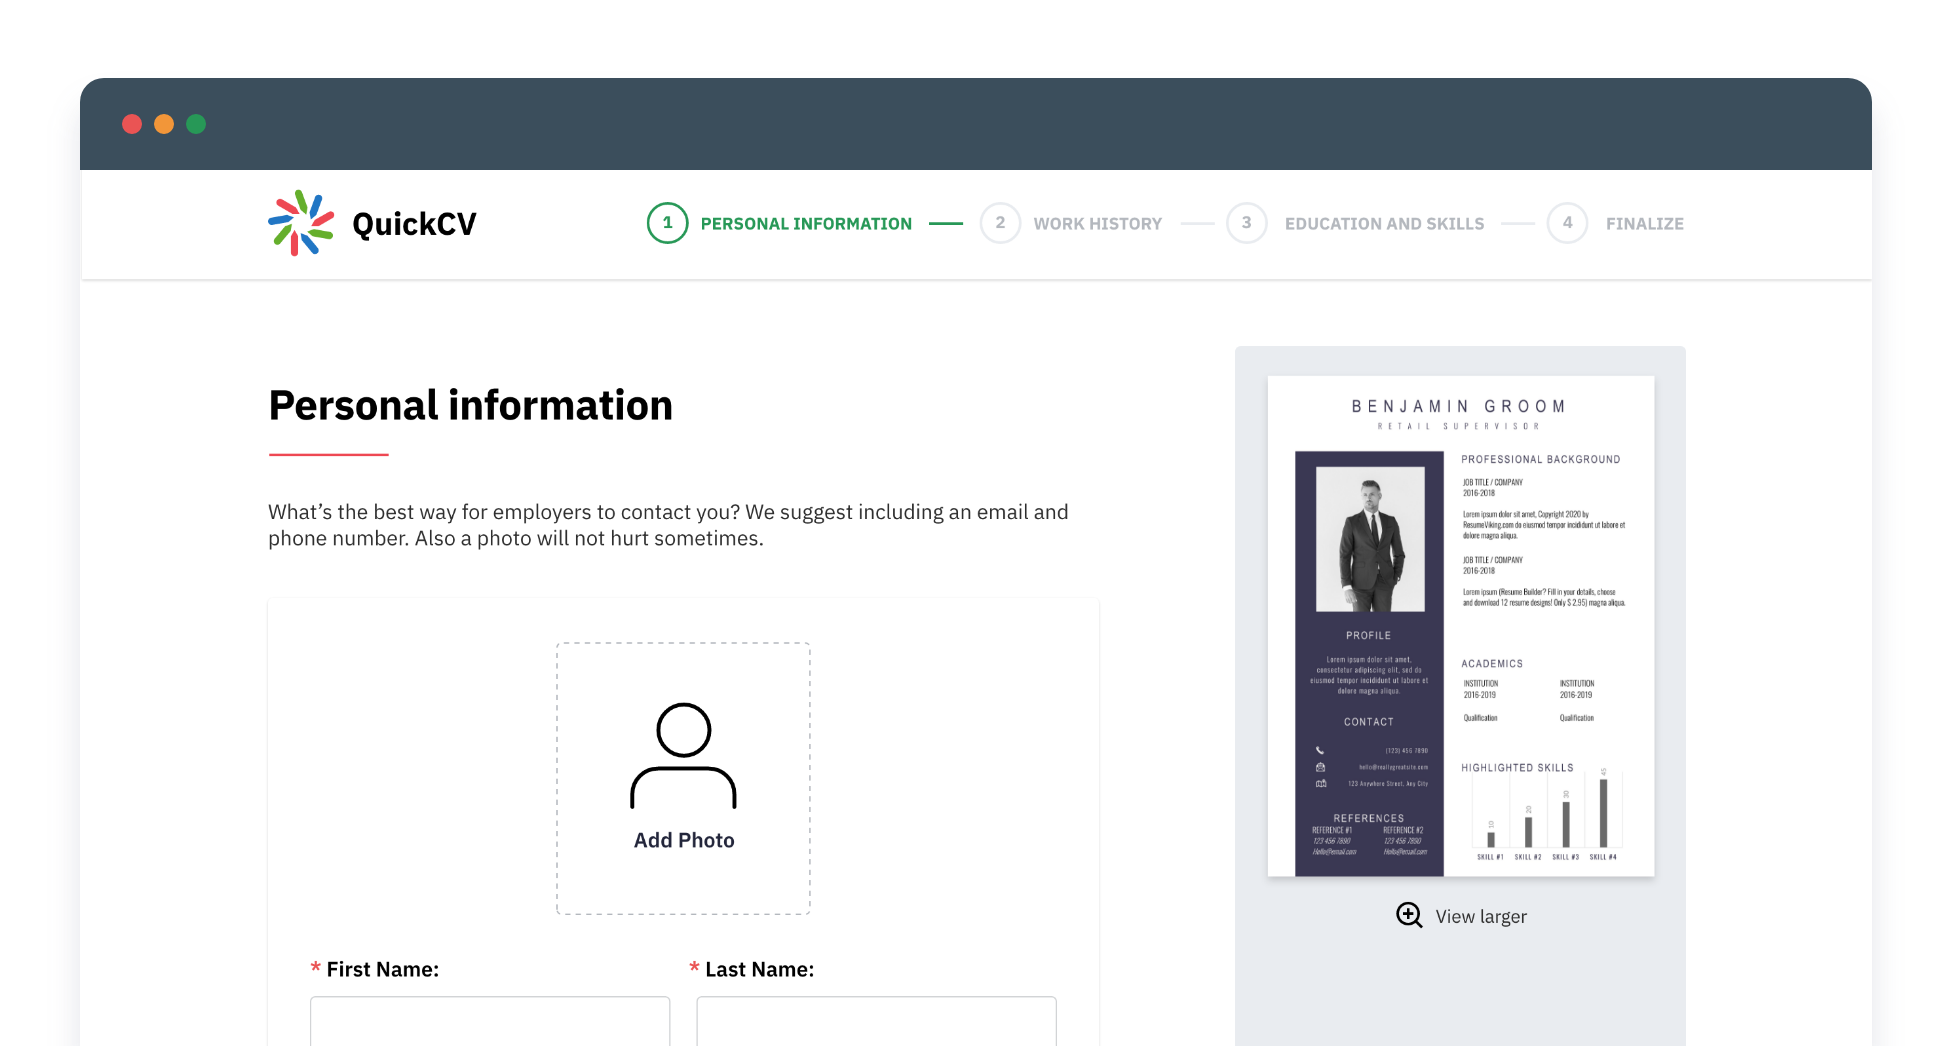 QuickCV
1 PERSONAL INFORMATION
2 WORK HISTORY
3 EDUCATION AND SKILLS
4 FINALIZE
Personal information
What’s the best way for employers to contact you? We suggest including an email and
phone number. Also a photo will not hurt sometimes.
Add Photo
* First Name:
* Last Name:
BENJAMIN GROOM
RETAIL SUPERVISOR
PROFILE
Lorem ipsum dolor sit amet,
consectetur adipiscing elit, sed do
eiusmod tempor incididunt ut labore et
dolore magna aliqua.
CONTACT
(123) 456 7890
hello@reallygreatsite.com
123 Anywhere Street, Any City
REFERENCES
REFERENCE #1
123 456 7890
Hello@email.com
REFERENCE #2
123 456 7890
Hello@email.com
PROFESSIONAL BACKGROUND
JOB TITLE / COMPANY
2016-2018
Lorem ipsum dolor sit amet, Copyright 2020 by
ResumeViking.com do eiusmod tempor incididunt ut labore et
dolore magna aliqua.
JOB TITLE / COMPANY
2016-2018
Lorem ipsum (Resume Builder? Fill in your details, choose
and download 12 resume designs! Only $ 2,95) magna aliqua.
ACADEMICS
INSTITUTION
2016-2019
Qualification
INSTITUTION
2016-2019
Qualification
HIGHLIGHTED SKILLS
10
20
30
45
SKILL #1
SKILL #2
SKILL #3
SKILL #4
View larger